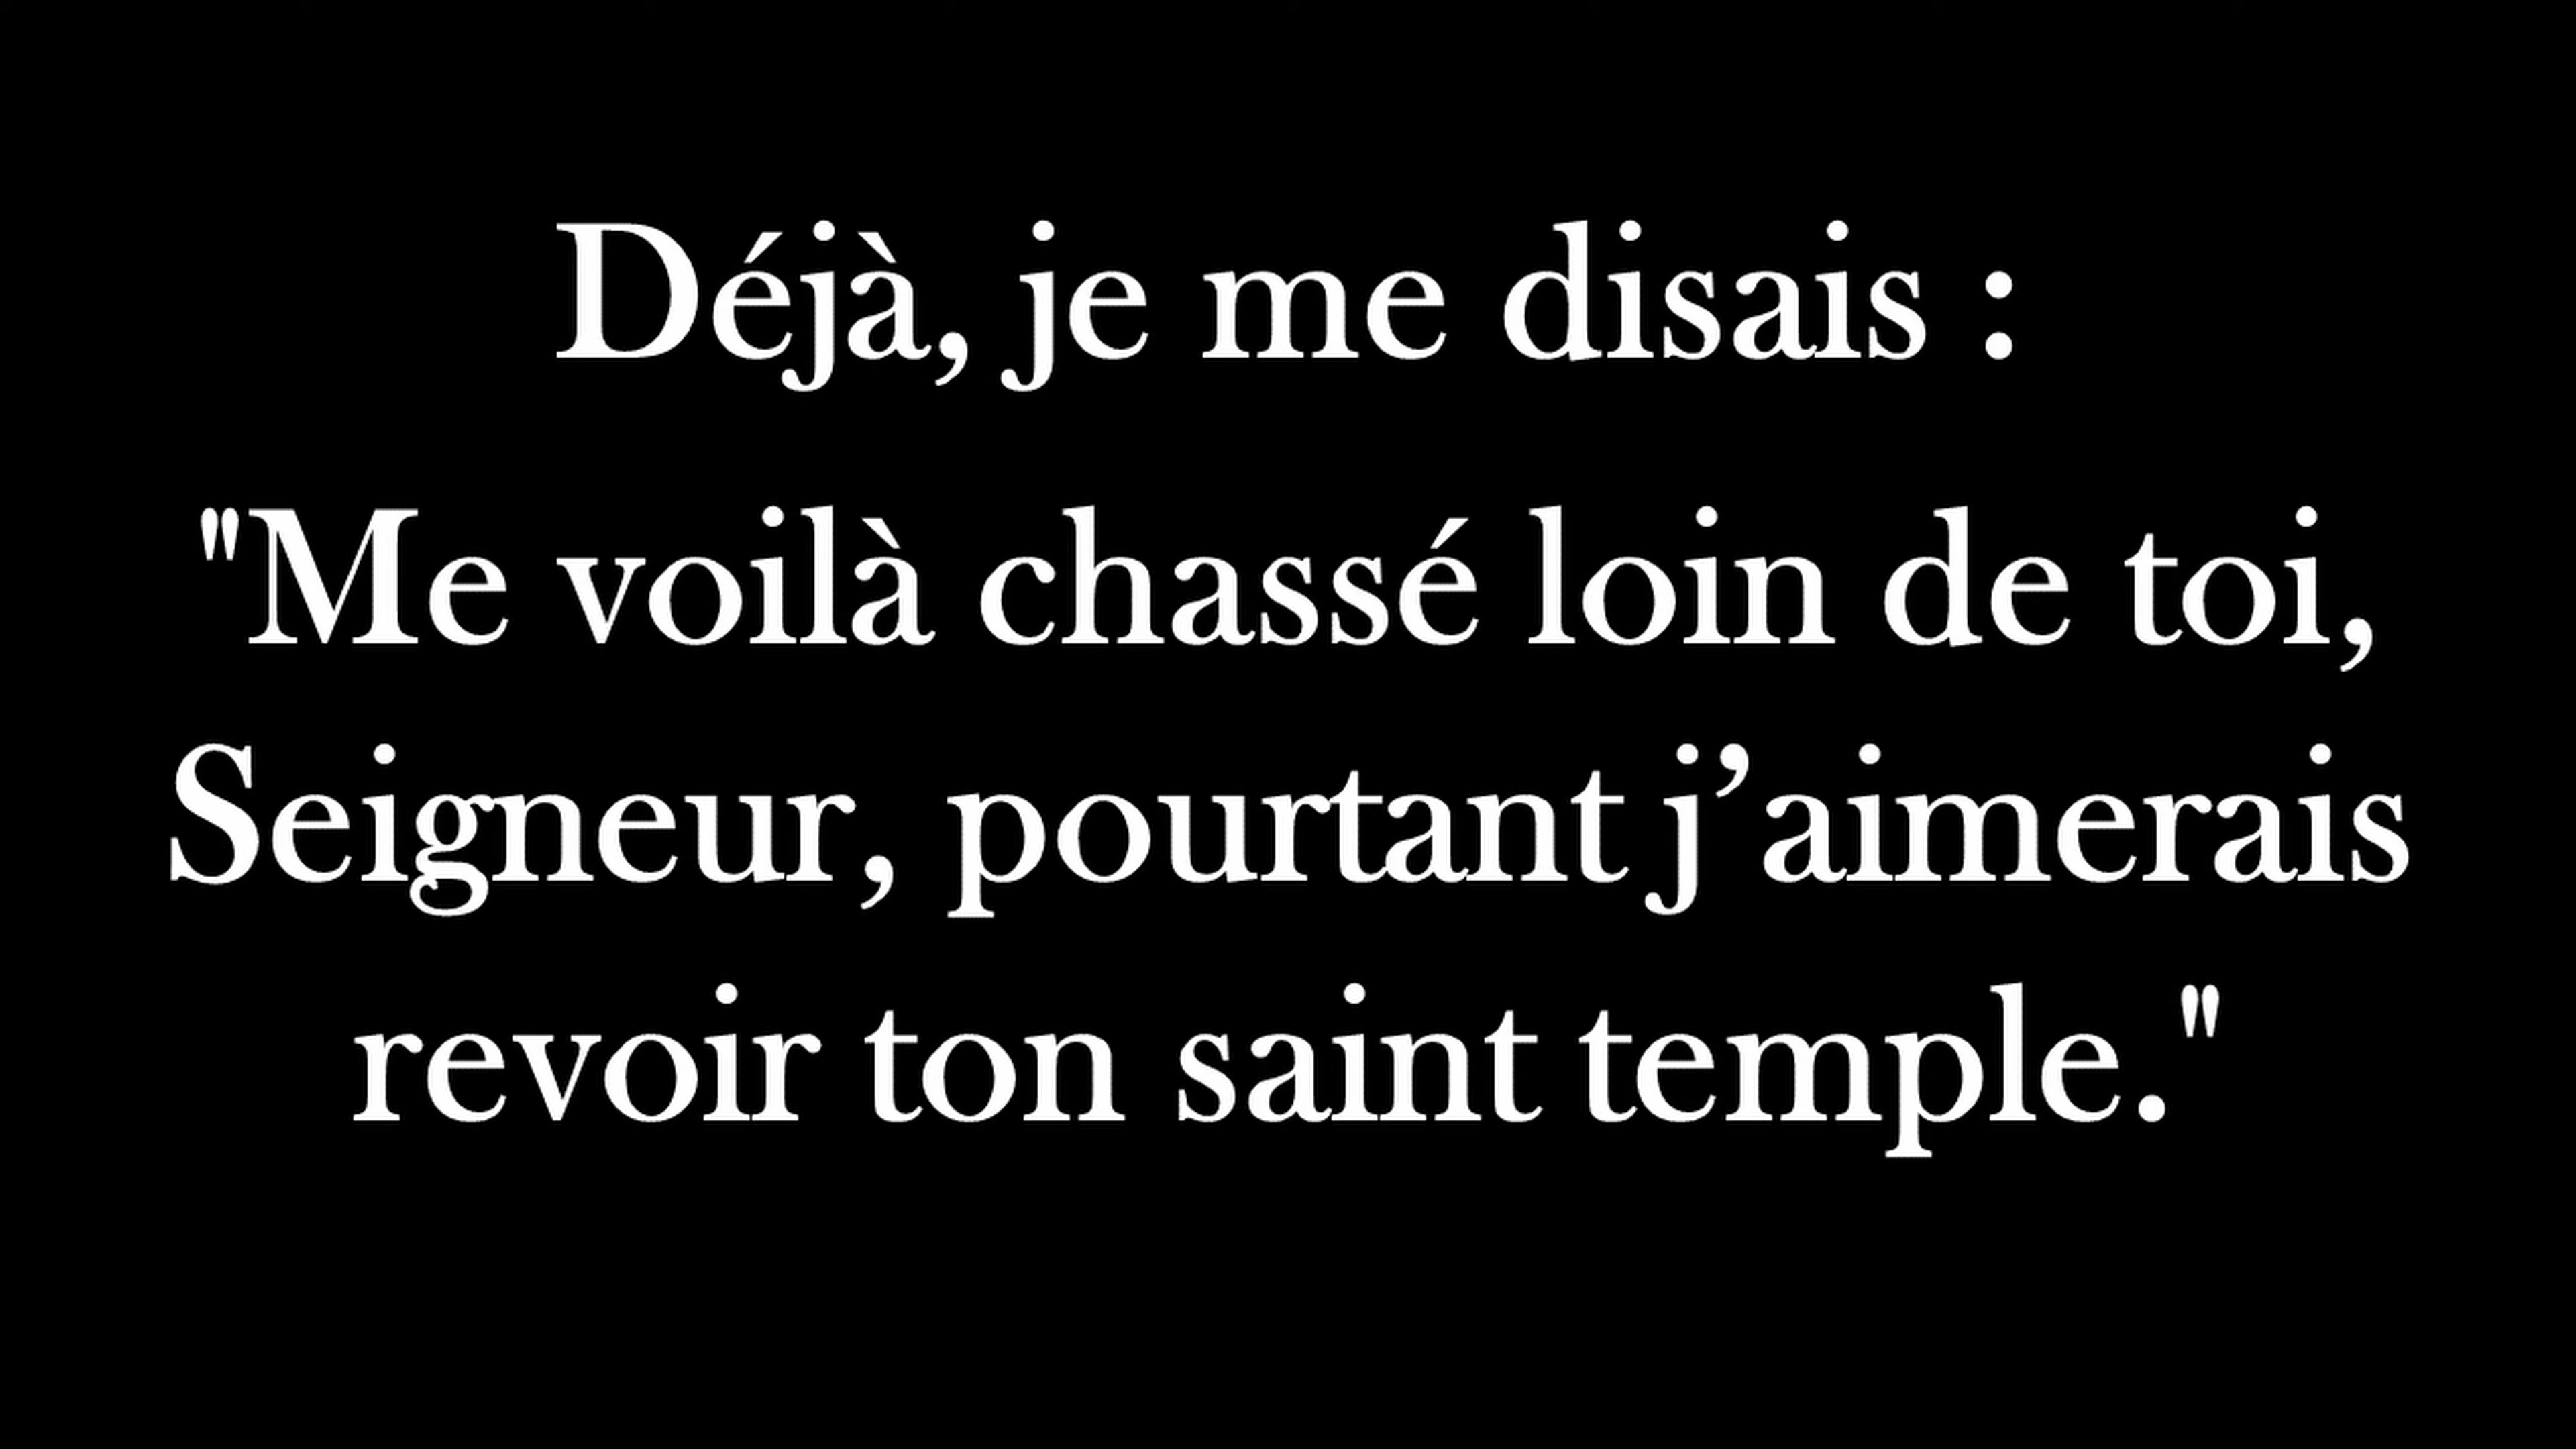 Déjà, je me disais :
"Me voilà chassé loin de toi,
Seigneur, pourtant j’aimerais
revoir ton saint temple."